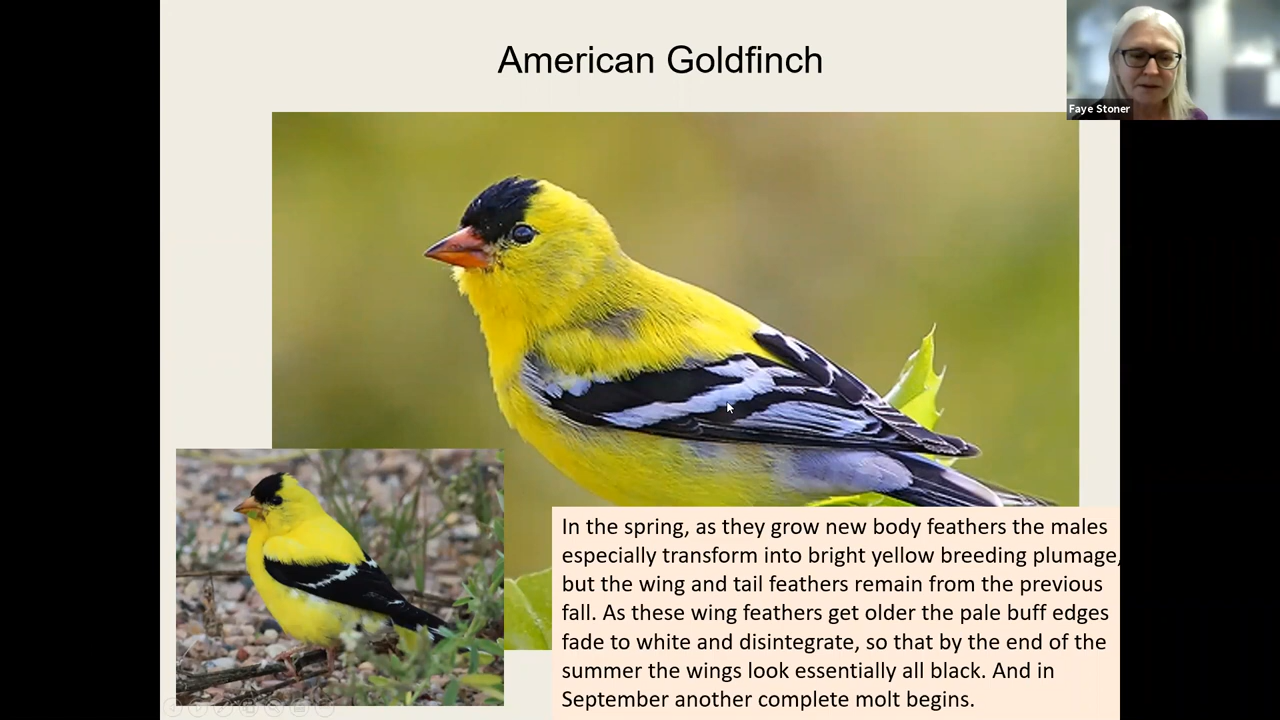 American Goldfinch
Faye Stoner
In the spring, as they grow new body feathers the males
especially transform into bright yellow breeding plumage,
but the wing and tail feathers remain from the previous
fall. As these wing feathers get older the pale buff edges
fade to white and disintegrate, so that by the end of the
summer the wings look essentially all black. And in
September another complete molt begins.